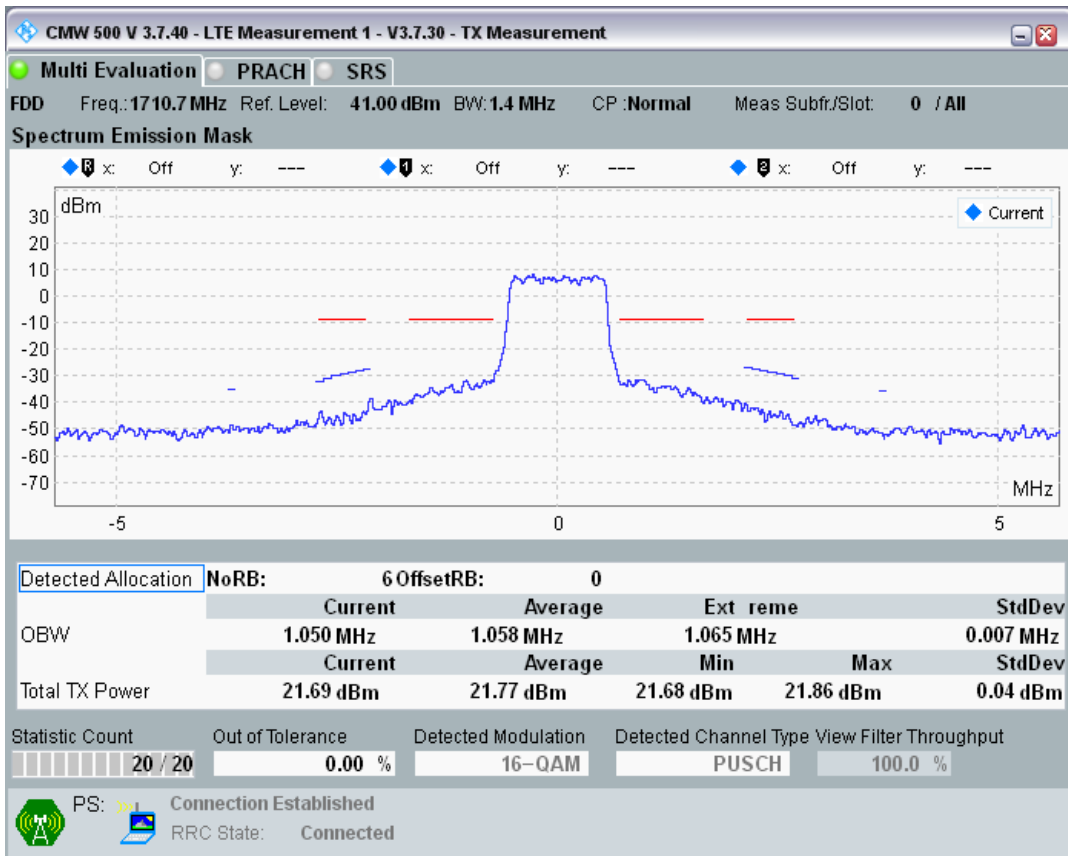 CMW 500 V 3.7.40 - LTE Measurement 1 - V3.7.30 - TX Measurement
Multi Evaluation PRACH SRS
FDD Freq.: 1710.7 MHz Ref. Level: 41.00 dBm BW: 1.4 MHz CP :Normal Meas Subfr./Slot: 0 / All
Spectrum Emission Mask
R x: Off y: --- 1 x: Off y: --- 2 x: Off y: ---
dBm
Current
30
20
10
0
-10
-20
-30
-40
-50
-60
-70
MHz
-5 0 5
Detected Allocation NoRB: 6 OffsetRB: 0
Current Average Ext reme StdDev
OBW 1.050 MHz 1.058 MHz 1.065 MHz 0.007 MHz
Current Average Min Max StdDev
Total TX Power 21.69 dBm 21.77 dBm 21.68 dBm 21.86 dBm 0.04 dBm
Statistic Count Out of Tolerance Detected Modulation Detected Channel Type View Filter Throughput
20 / 20 0.00 % 16-QAM PUSCH 100.0 %
PS: Connection Established
RRC State: Connected